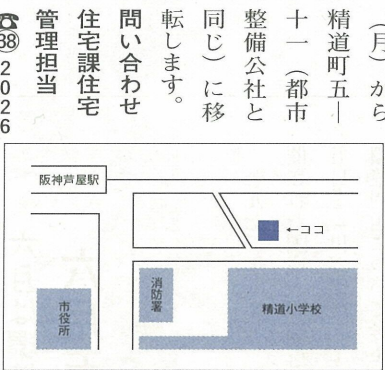 （月）から
精道町五—
十一（都市
整備公社と
同じ）に移
転します。
問い合わせ
住宅課住宅
管理担当
☎㊳2026
阪神芦屋駅
←ココ
消防署
精道小学校
市役所